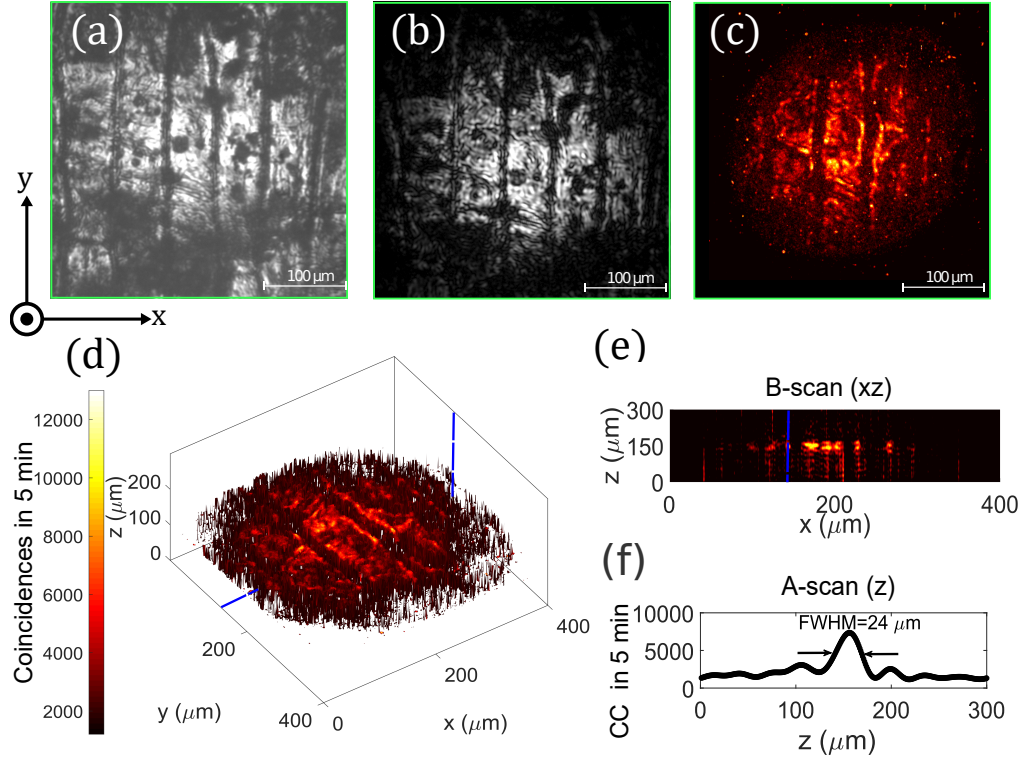 (a)
(b)
(c)
100 μm
100 μm
100 μm
y
x
(d)
Coincidences in 5 min
12000
10000
8000
6000
4000
2000
z (μm)
200
100
0
y (μm)
200
400
x (μm)
0
200
400
(e)
B-scan (xz)
z (μm)
300
150
0
0
200
400
x (μm)
(f)
A-scan (z)
CC in 5 min
10000
5000
0
FWHM=24 μm
0
100
200
300
z (μm)